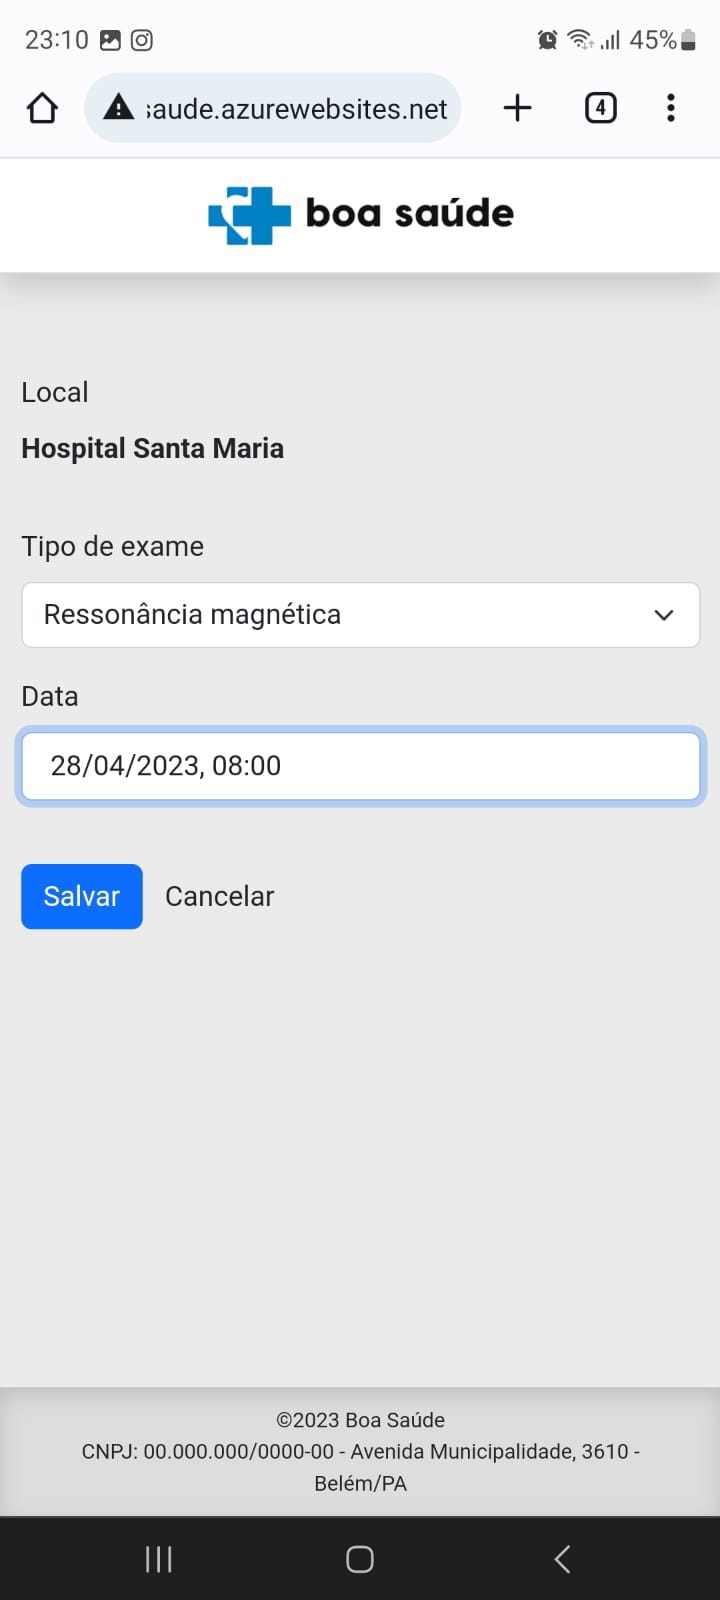 23:10
45%
saude.azurewebsites.net
4
boa saúde
Local
Hospital Santa Maria
Tipo de exame
Ressonância magnética
Data
28/04/2023, 08:00
Salvar Cancelar
©2023 Boa Saúde
CNPJ: 00.000.000/0000-00 - Avenida Municipalidade, 3610 -
Belém/PA